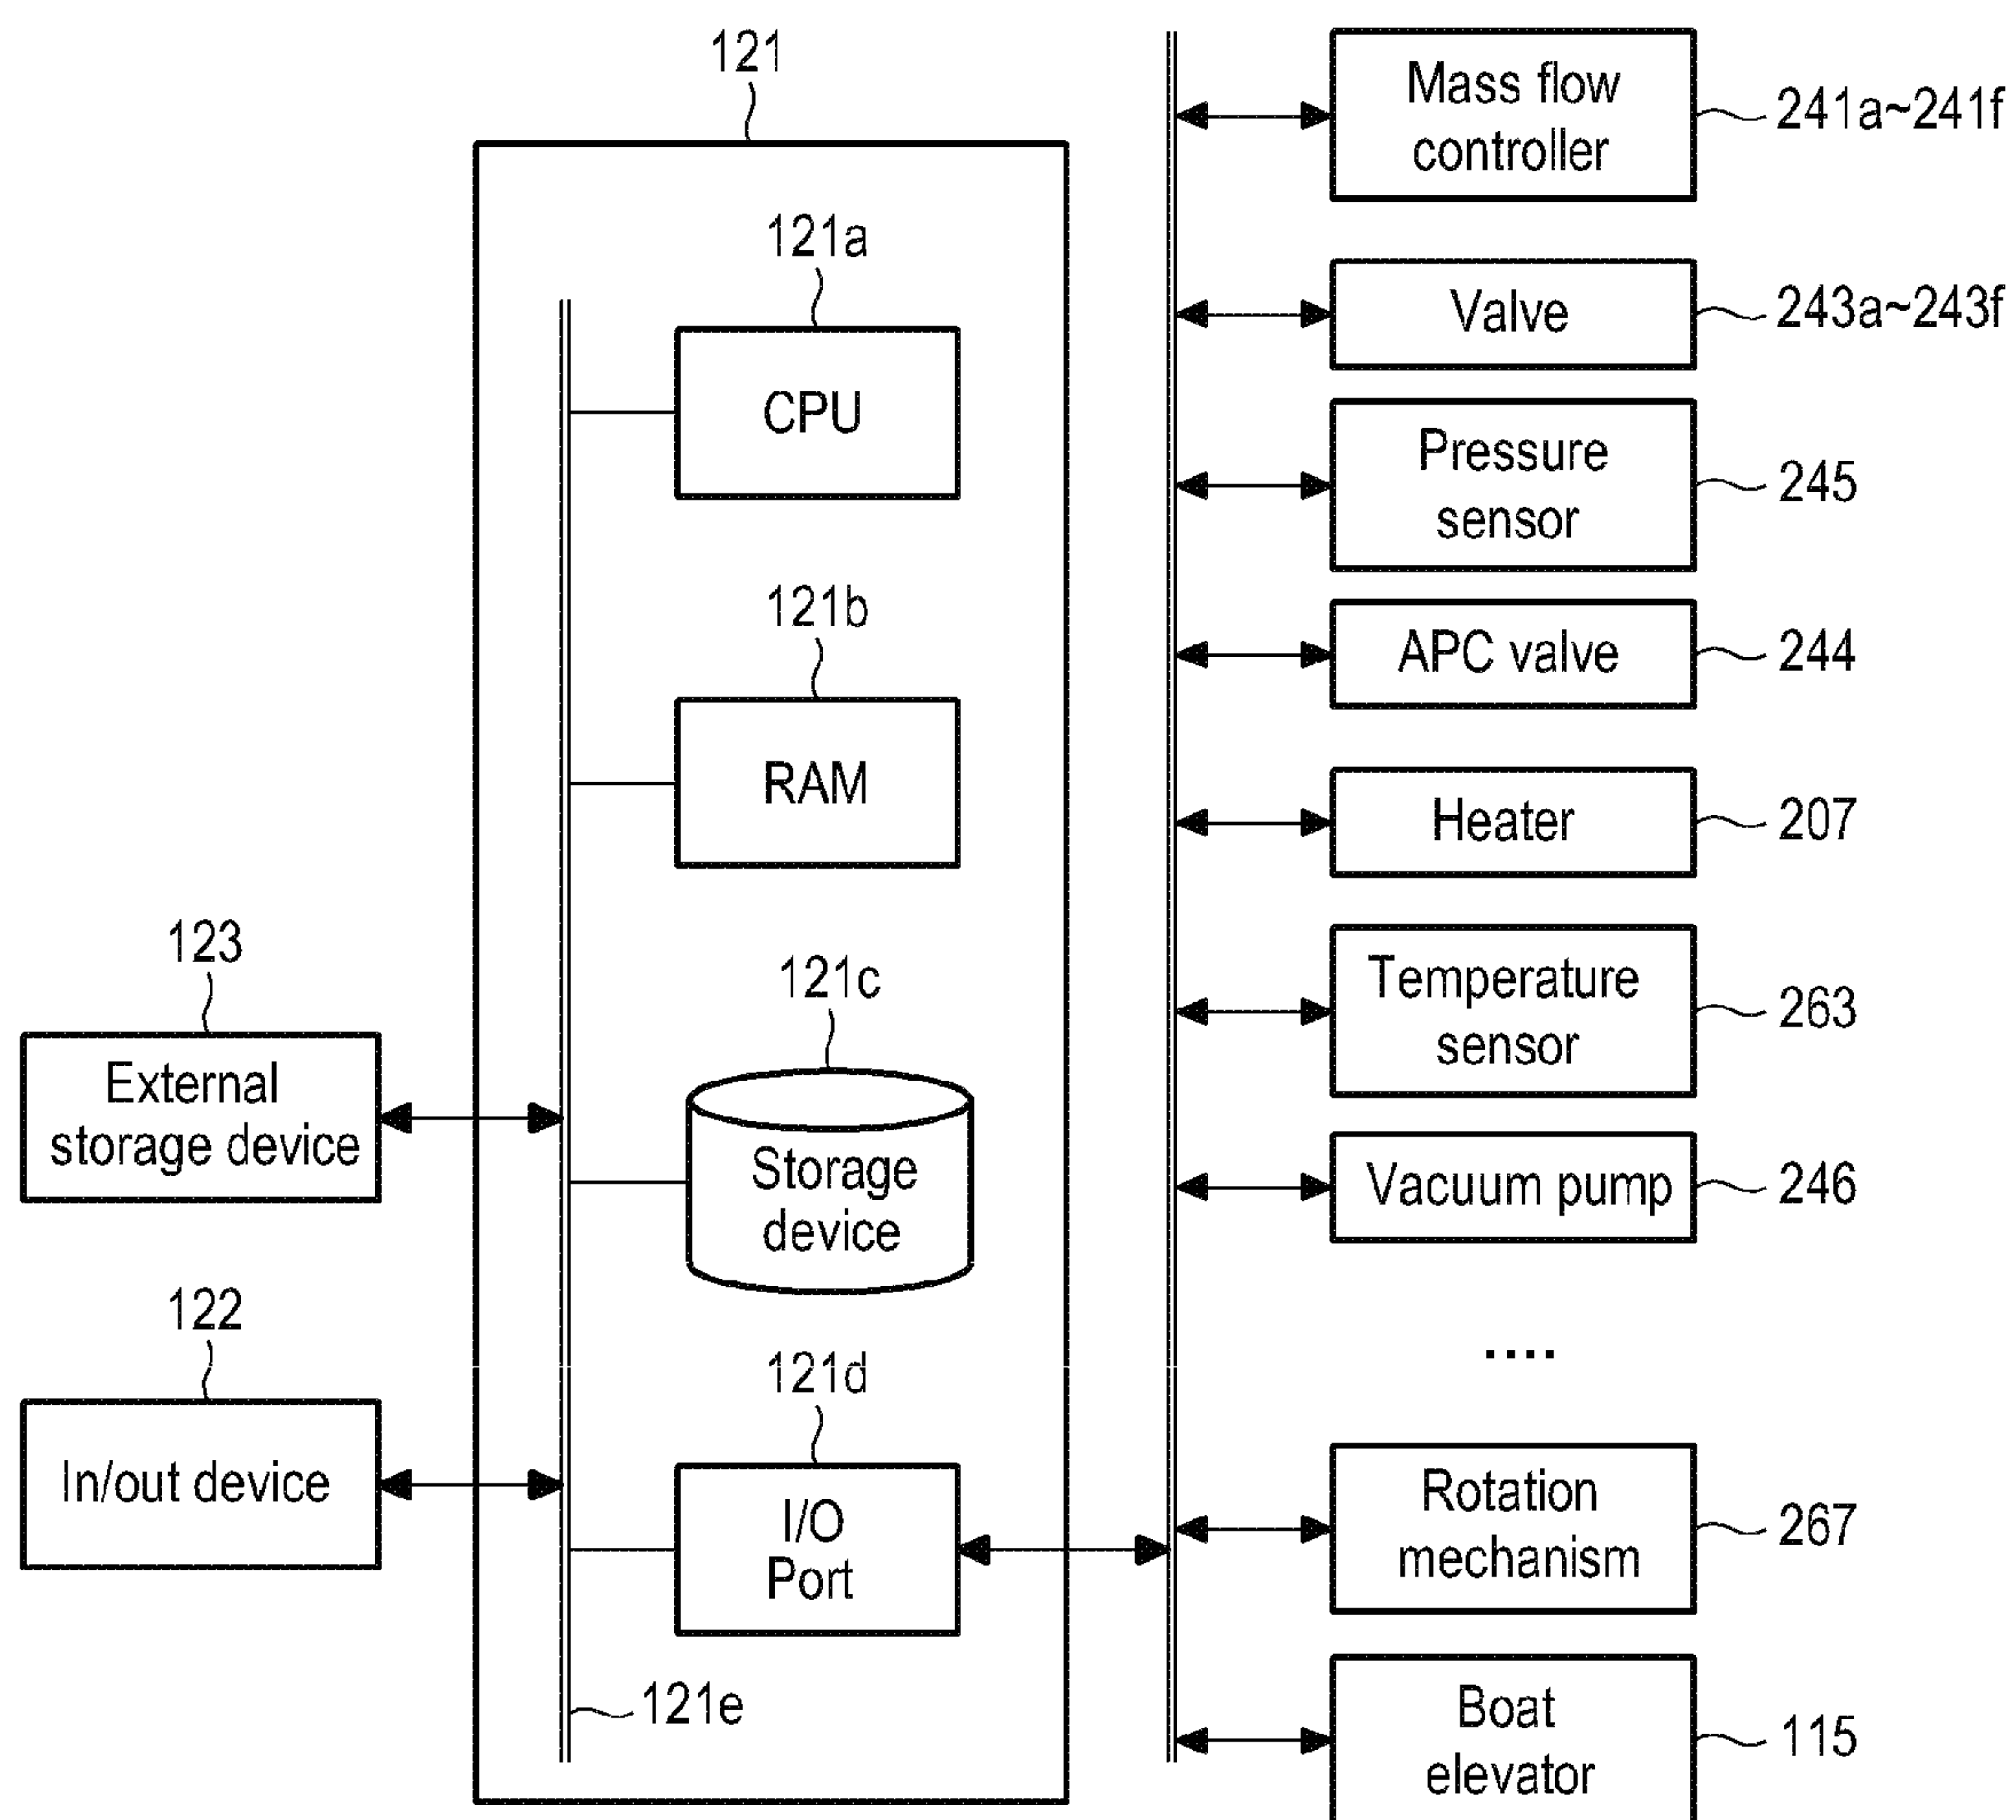 121
121a
CPU
121b
RAM
121c
Storage
device
121d
I/O
Port
121e
123
External
storage device
122
In/out device
Mass flow
controller
241a~241f
Valve
243a~243f
Pressure
sensor
245
APC valve
244
Heater
207
Temperature
sensor
263
Vacuum pump
246
....
Rotation
mechanism
267
Boat
elevator
115